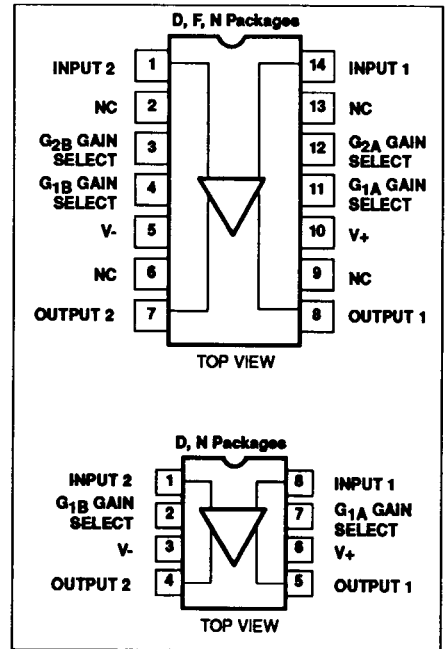 D, F, N Packages
INPUT 2 1 14 INPUT 1
NC 2 13 NC
G2B GAIN SELECT 3 12 G2A GAIN SELECT
G1B GAIN SELECT 4 11 G1A GAIN SELECT
V- 5 10 V+
NC 6 9 NC
OUTPUT 2 7 8 OUTPUT 1
TOP VIEW
D, N Packages
INPUT 2 1 8 INPUT 1
G1B GAIN SELECT 2 7 G1A GAIN SELECT
V- 3 6 V+
OUTPUT 2 4 5 OUTPUT 1
TOP VIEW